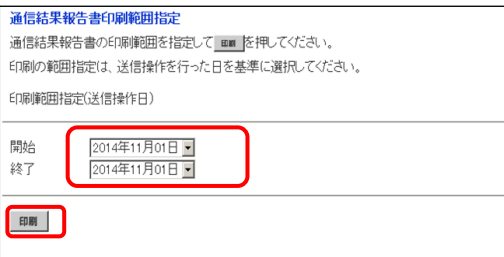 通信結果報告書印刷範囲指定
通信結果報告書の印刷範囲を指定して 印刷 を押してください。
印刷の範囲指定は、送信操作を行った日を基準に選択してください。
印刷範囲指定(送信操作日)
開始 2014年11月01日
終了 2014年11月01日
印刷